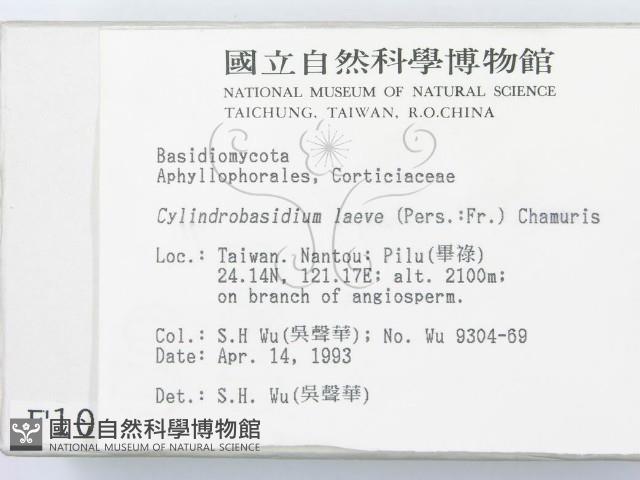 國立自然科學博物館
NATIONAL MUSEUM OF NATURAL SCIENCE
TAICHUNG, TAIWAN, R.O.CHINA
Basidiomycota
Aphyllophorales, Corticiaceae
Cylindrobasidium laeve (Pers.:Fr.) Chamuris
Loc.: Taiwan. Nantou; Pilu(畢祿)
24.14N, 121.17E; alt. 2100m;
on branch of angiosperm.
Col.: S.H Wu(吳聲華); No. Wu 9304-69
Date: Apr. 14, 1993
Det.: S.H. Wu(吳聲華)
國立自然科學博物館
NATIONAL MUSEUM OF NATURAL SCIENCE